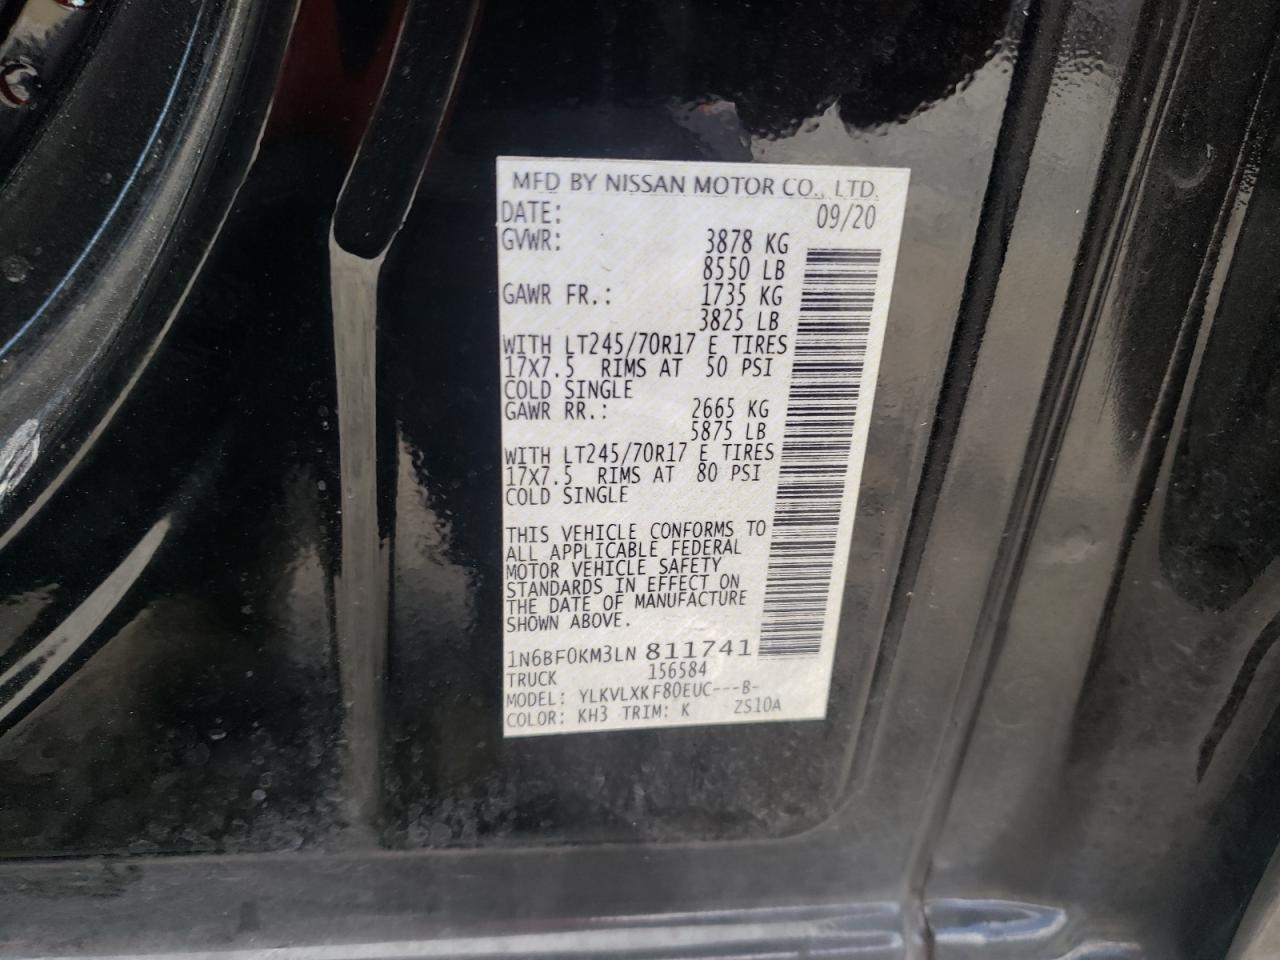 MFD BY NISSAN MOTOR CO., LTD.
DATE: 09/20
GVWR: 3878 KG
8550 LB
GAWR FR.: 1735 KG
3825 LB
WITH LT245/70R17 E TIRES
17X7.5 RIMS AT 50 PSI
COLD SINGLE
GAWR RR.: 2665 KG
5875 LB
WITH LT245/70R17 E TIRES
17X7.5 RIMS AT 80 PSI
COLD SINGLE
THIS VEHICLE CONFORMS TO
ALL APPLICABLE FEDERAL
MOTOR VEHICLE SAFETY
STANDARDS IN EFFECT ON
THE DATE OF MANUFACTURE
SHOWN ABOVE.
1N6BF0KM3LN 811741
TRUCK 156584
MODEL: YLKVLXKF80EUC---B-
COLOR: KH3 TRIM: K ZS10A